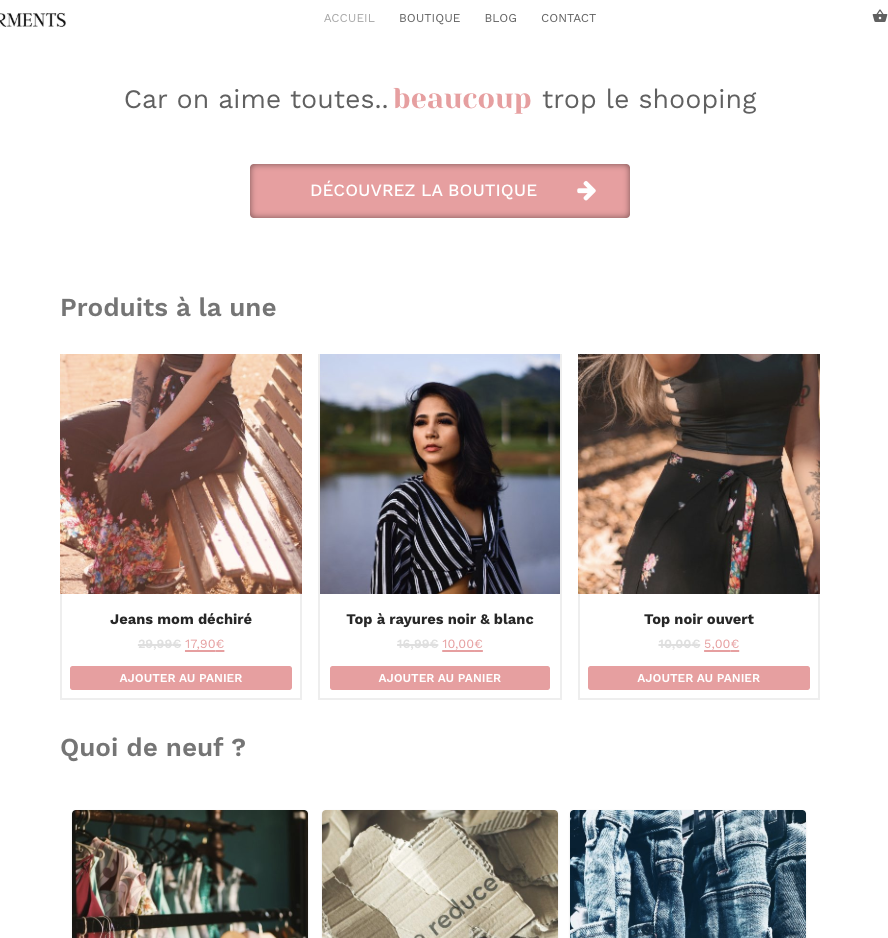 RMENTS
ACCUEIL BOUTIQUE BLOG CONTACT
Car on aime toutes.. beaucoup trop le shooping
DÉCOUVREZ LA BOUTIQUE
Produits à la une
Jeans mom déchiré
29,99€ 17,90€
AJOUTER AU PANIER
Top à rayures noir & blanc
16,99€ 10,00€
AJOUTER AU PANIER
Top noir ouvert
10,00€ 5,00€
AJOUTER AU PANIER
Quoi de neuf ?
reduce